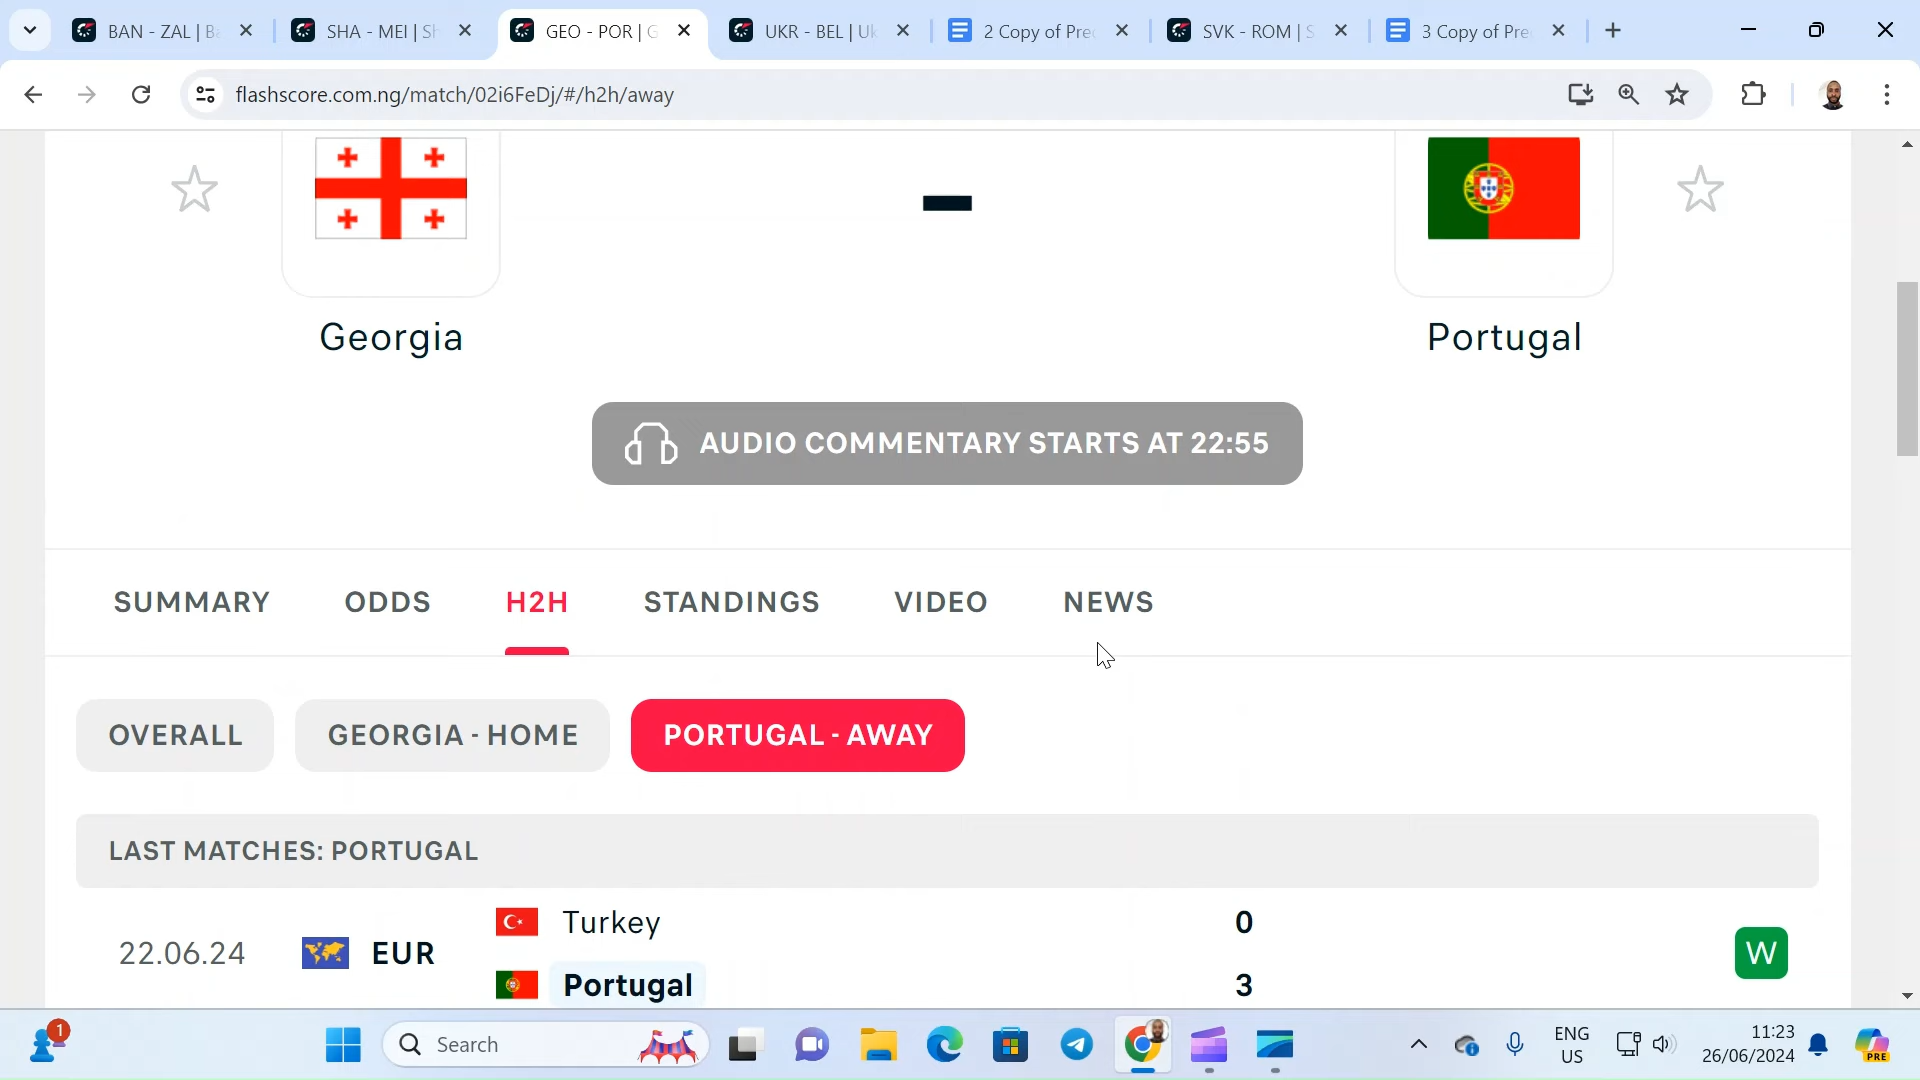 BAN - ZAL | Ba
SHA - MEI | Sh
GEO - POR | G
UKR - BEL | Uk
2 Copy of Pre
SVK - ROM | S
3 Copy of Pre
flashscore.com.ng/match/02i6FeDj/#/h2h/away
Georgia
Portugal
AUDIO COMMENTARY STARTS AT 22:55
SUMMARY ODDS H2H STANDINGS VIDEO NEWS
OVERALL GEORGIA - HOME PORTUGAL - AWAY
LAST MATCHES: PORTUGAL
22.06.24 EUR
Turkey 0
Portugal 3
W
1
Search
ENG
US
11:23
26/06/2024
PRE